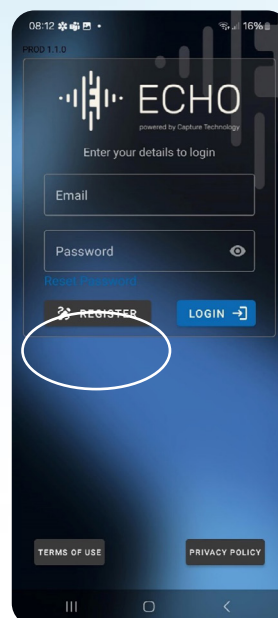 08:12 16%
PROD 1.1.0
ECHO
powered by Capture Technology
Enter your details to login
Email
Password
Reset Password
REGISTER LOGIN
TERMS OF USE PRIVACY POLICY